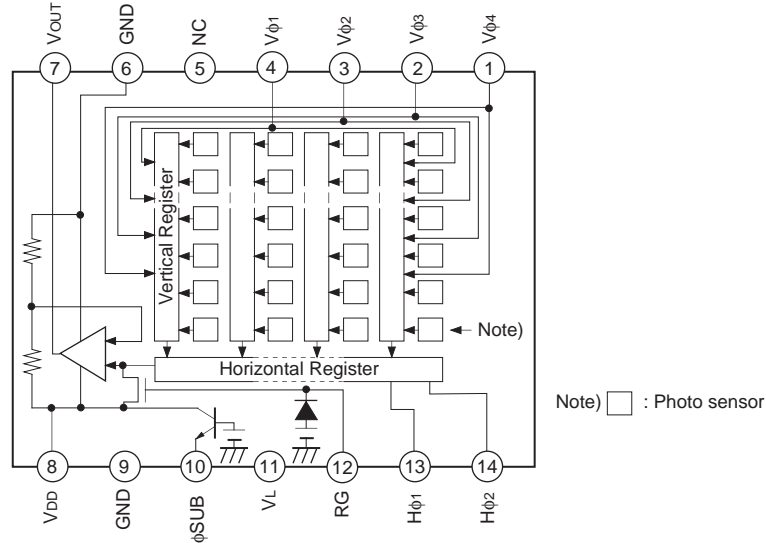 VOUT
GND
NC
Vφ1
Vφ2
Vφ3
Vφ4
7
6
5
4
3
2
1
Vertical Register
Note)
Horizontal Register
Note) : Photo sensor
8
9
10
11
12
13
14
VDD
GND
φSUB
VL
RG
Hφ1
Hφ2